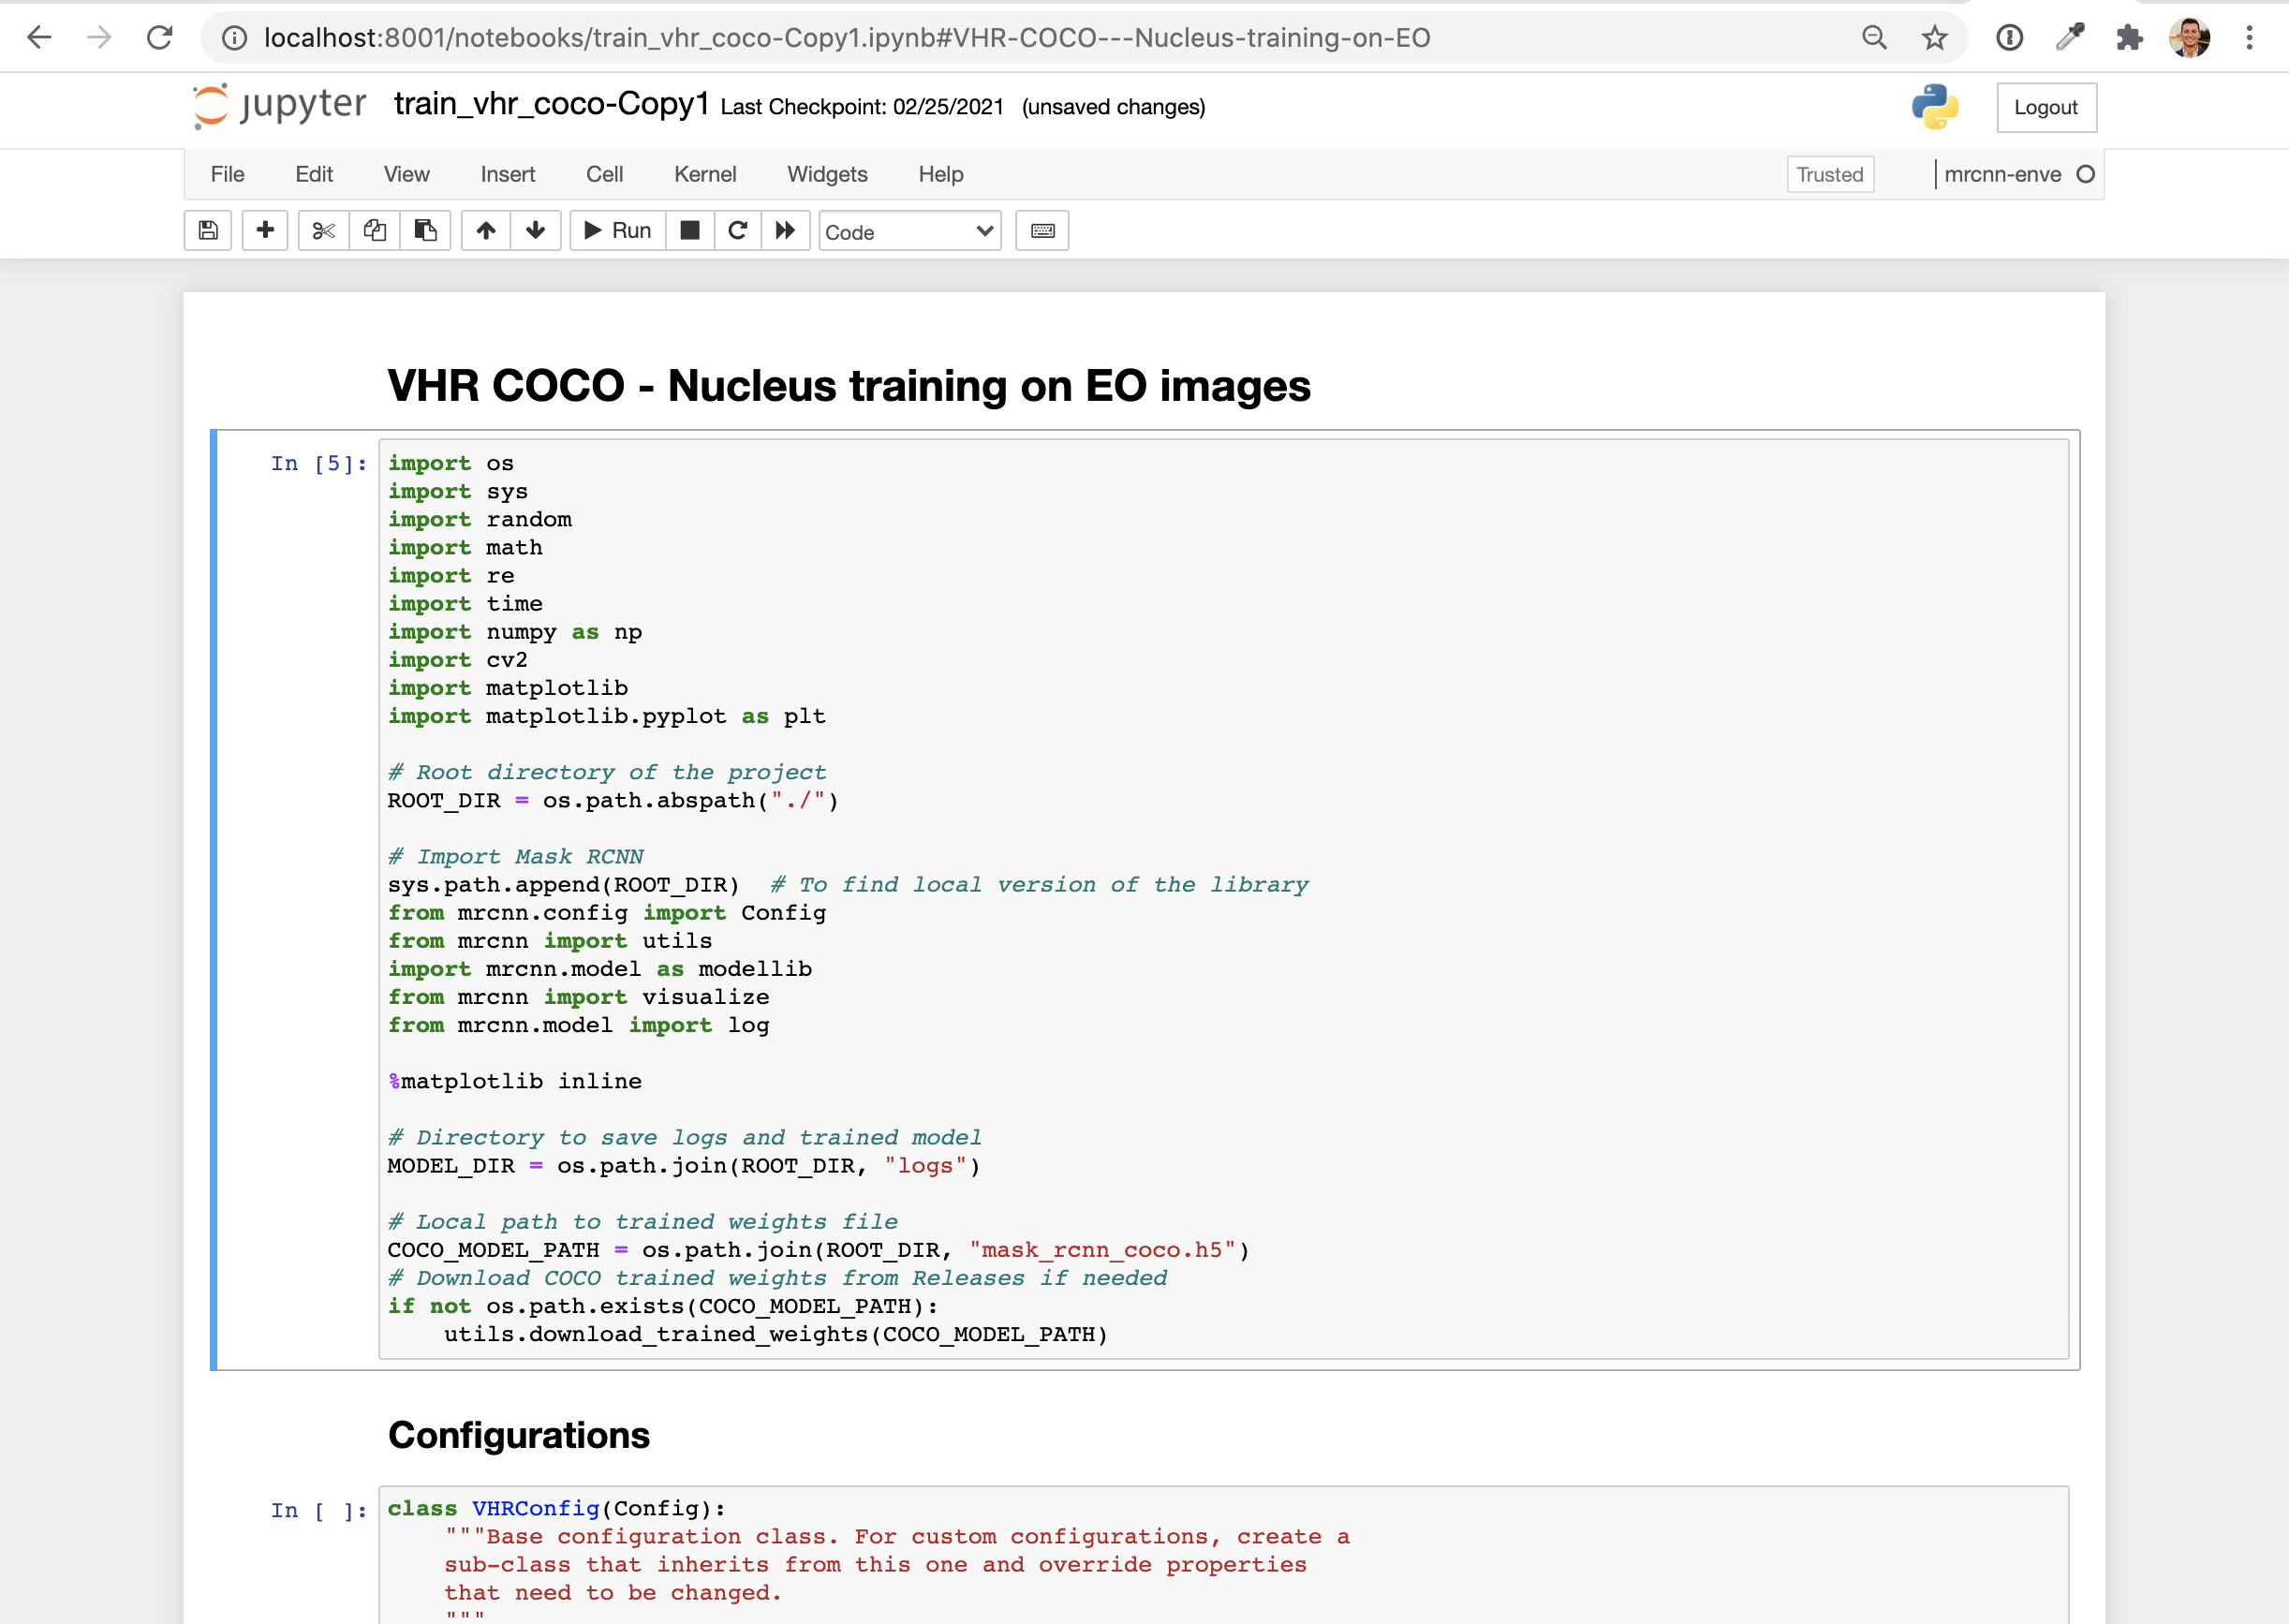 localhost:8001/notebooks/train_vhr_coco-Copy1.ipynb#VHR-COCO---Nucleus-training-on-EO
jupyter train_vhr_coco-Copy1 Last Checkpoint: 02/25/2021 (unsaved changes) Logout
File Edit View Insert Cell Kernel Widgets Help Trusted mrcnn-enve
Run Code
VHR COCO - Nucleus training on EO images
In [5]: import os
import sys
import random
import math
import re
import time
import numpy as np
import cv2
import matplotlib
import matplotlib.pyplot as plt
# Root directory of the project
ROOT_DIR = os.path.abspath("./")
# Import Mask RCNN
sys.path.append(ROOT_DIR)  # To find local version of the library
from mrcnn.config import Config
from mrcnn import utils
import mrcnn.model as modellib
from mrcnn import visualize
from mrcnn.model import log
%matplotlib inline
# Directory to save logs and trained model
MODEL_DIR = os.path.join(ROOT_DIR, "logs")
# Local path to trained weights file
COCO_MODEL_PATH = os.path.join(ROOT_DIR, "mask_rcnn_coco.h5")
# Download COCO trained weights from Releases if needed
if not os.path.exists(COCO_MODEL_PATH):
    utils.download_trained_weights(COCO_MODEL_PATH)
Configurations
In [ ]: class VHRConfig(Config):
    """Base configuration class. For custom configurations, create a
    sub-class that inherits from this one and override properties
    that need to be changed.
    """